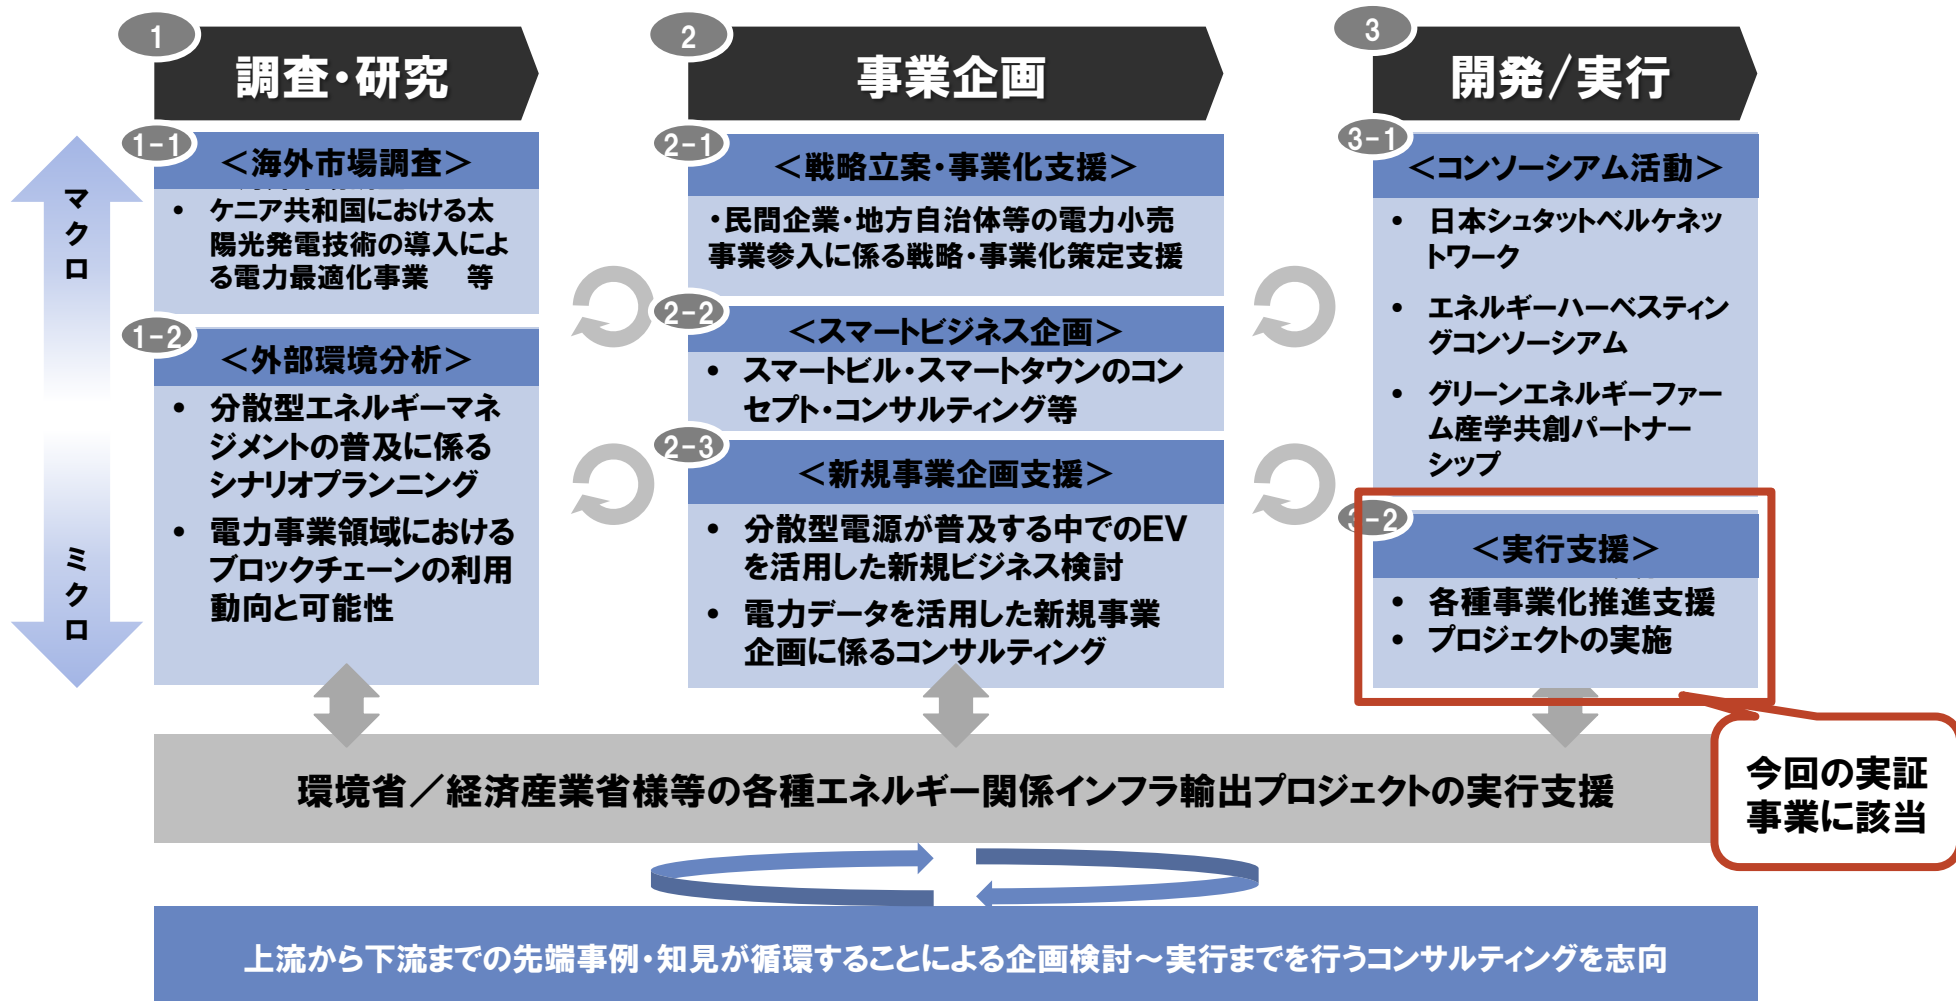 1
調査・研究
2
事業企画
3
開発/実行
マクロ
ミクロ
1-1
＜海外市場調査＞
• ケニア共和国における太
陽光発電技術の導入によ
る電力最適化事業　等
1-2
＜外部環境分析＞
• 分散型エネルギーマネ
ジメントの普及に係る
シナリオプランニング
• 電力事業領域における
ブロックチェーンの利用
動向と可能性
2-1
＜戦略立案・事業化支援＞
・民間企業・地方自治体等の電力小売
事業参入に係る戦略・事業化策定支援
2-2
＜スマートビジネス企画＞
• スマートビル・スマートタウンのコン
セプト・コンサルティング等
2-3
＜新規事業企画支援＞
• 分散型電源が普及する中でのEV
を活用した新規ビジネス検討
• 電力データを活用した新規事業
企画に係るコンサルティング
3-1
＜コンソーシアム活動＞
• 日本シュタットベルケネッ
トワーク
• エネルギーハーベスティン
グコンソーシアム
• グリーンエネルギーファー
ム産学共創パートナー
シップ
3-2
＜実行支援＞
• 各種事業化推進支援
• プロジェクトの実施
今回の実証
事業に該当
環境省／経済産業省様等の各種エネルギー関係インフラ輸出プロジェクトの実行支援
上流から下流までの先端事例・知見が循環することによる企画検討～実行までを行うコンサルティングを志向